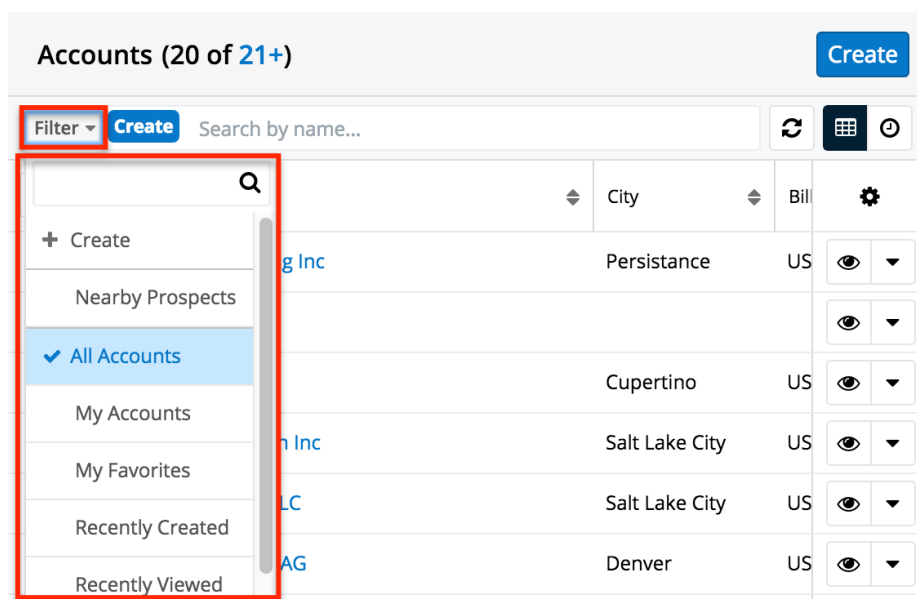 Accounts (20 of 21+)
Create
Filter
Create
Search by name...
City
Bill
Create
g Inc
Persistance
US
Nearby Prospects
All Accounts
Cupertino
US
My Accounts
n Inc
Salt Lake City
US
My Favorites
LC
Salt Lake City
US
Recently Created
AG
Denver
US
Recently Viewed